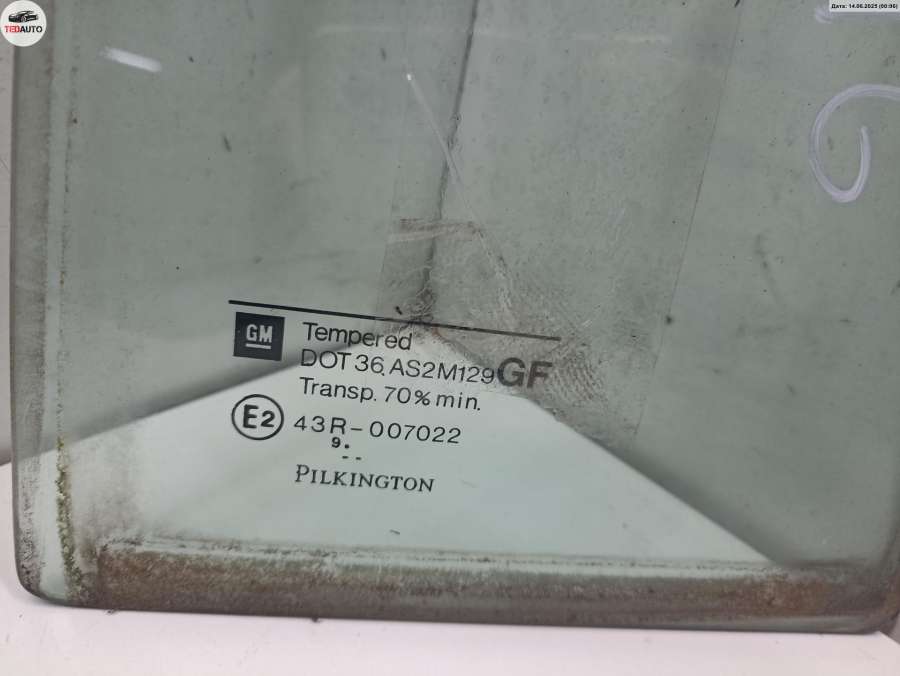 TEDAUTO
Дата: 14.06.2025 (00:96)
GM
Tempered
DOT 36 AS2M129 GF
Transp. 70% min.
E2 43R-007022
9.
PILKINGTON